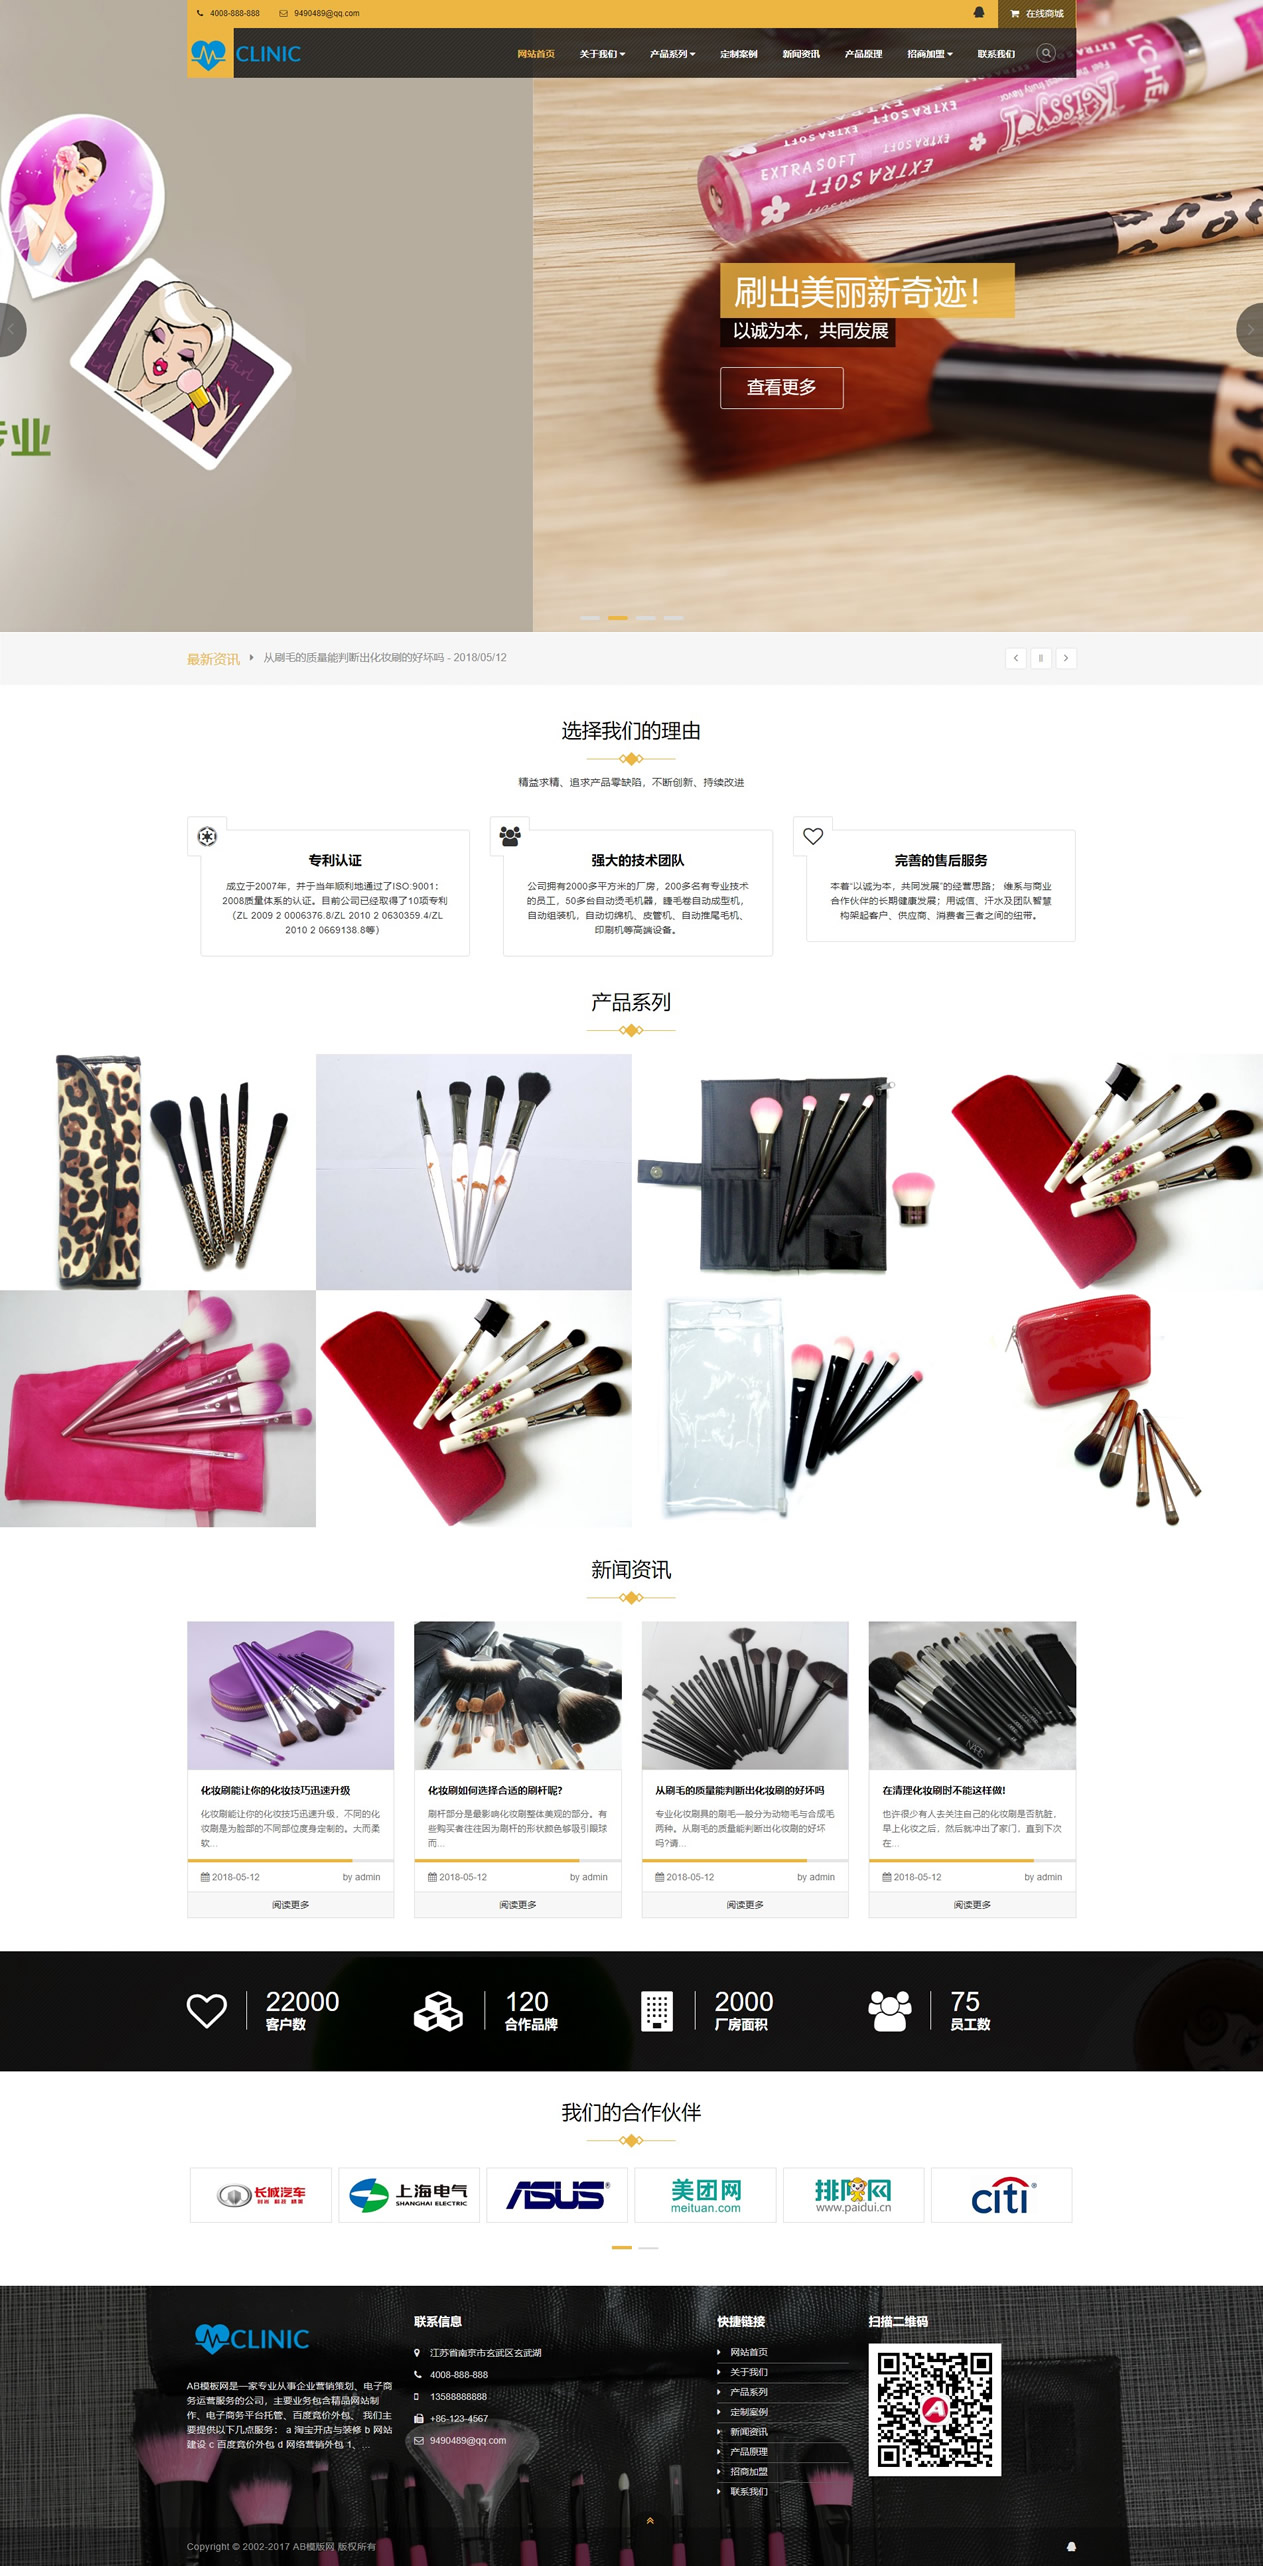 4008-888-888 9490489@qq.com 在线商城
CLINIC 网站首页 关于我们 产品系列 定制案例 新闻资讯 产品原理 招商加盟 联系我们
L'CHÉA
Kissyo!
EXTRA SOFT EXTRA SOFT
EXTRA SOFT
EXTRA SOFT
刷出美丽新奇迹!
以诚为本，共同发展
查看更多
专业
最新资讯 从刷毛的质量能判断出化妆刷的好坏吗 - 2018/05/12
选择我们的理由
精益求精、追求产品零缺陷，不断创新、持续改进
专利认证
成立于2007年，并于当年顺利地通过了ISO:9001：
2008质量体系的认证。目前公司已经取得了10项专利
（ZL 2009 2 0006376.8/ZL 2010 2 0630359.4/ZL
2010 2 0669138.8等）
强大的技术团队
公司拥有2000多平方米的厂房，200多名有专业技术
的员工，50多台自动烫毛机器，睫毛卷自动成型机，
自动组装机，自动切绵机、皮管机、自动推尾毛机、
印刷机等高端设备。
完善的售后服务
本着“以诚为本，共同发展”的经营思路； 维系与商业
合作伙伴的长期健康发展；用诚信、汗水及团队智慧
构架起客户、供应商、消费者三者之间的纽带。
产品系列
新闻资讯
化妆刷能让你的化妆技巧迅速升级
化妆刷能让你的化妆技巧迅速升级，不同的化
妆刷是为脸部的不同部位度身定制的。大而柔
软...
2018-05-12 by admin
阅读更多
化妆刷如何选择合适的刷杆呢?
刷杆部分是最影响化妆刷整体美观的部分。有
些购买者往往因为刷杆的形状颜色够吸引眼球
而...
2018-05-12 by admin
阅读更多
从刷毛的质量能判断出化妆刷的好坏吗
专业化妆刷具的刷毛一般分为动物毛与合成毛
两种。从刷毛的质量能判断出化妆刷的好坏
吗?请...
2018-05-12 by admin
阅读更多
NARS
在清理化妆刷时不能这样做!
也许很少有人去关注自己的化妆刷是否肮脏，
早上化妆之后，然后就冲出了家门，直到下次
在...
2018-05-12 by admin
阅读更多
22000
客户数
120
合作品牌
2000
厂房面积
75
员工数
我们的合作伙伴
长城汽车
上海电气
SHANGHAI ELECTRIC
ASUS
美团网
meituan.com
排队网
www.paidui.cn
citi
CLINIC
AB模板网是一家专业从事企业营销策划、电子商
务运营服务的公司，主要业务包含精品网站制
作、电子商务平台托管、百度竞价外包、 我们主
要提供以下几点服务： a 淘宝开店与装修 b 网站
建设 c 百度竞价外包 d 网络营销外包 1、...
联系信息
江苏省南京市玄武区玄武湖
4008-888-888
13588888888
+86-123-4567
9490489@qq.com
快捷链接
网站首页
关于我们
产品系列
定制案例
新闻资讯
产品原理
招商加盟
联系我们
扫描二维码
Copyright © 2002-2017 AB模版网 版权所有